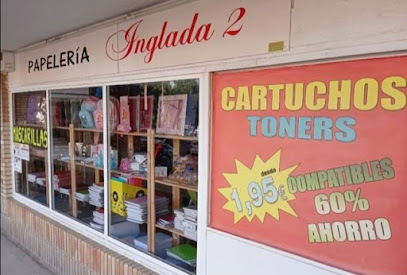 PAPELERÍA Inglada 2
MASCARILLAS
CARTUCHOS
TONERS
desde
1,95€
COMPATIBLES
60%
AHORRO